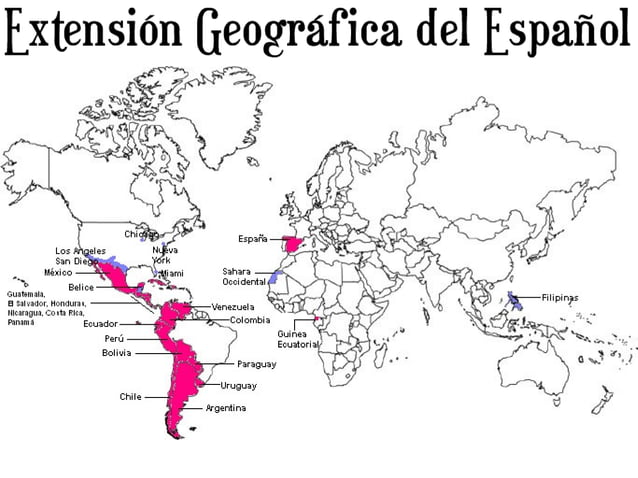 Extensión Geográfica del Español
Chicago
Los Angeles
San Diego
Nueva
York
México
Miami
Belice
Guatemala,
El Salvador, Honduras,
Nicaragua, Costa Rica,
Panamá
Ecuador
Perú
Bolivia
Chile
Venezuela
Colombia
Paraguay
Uruguay
Argentina
España
Sahara
Occidental
Guinea
Ecuatorial
Filipinas